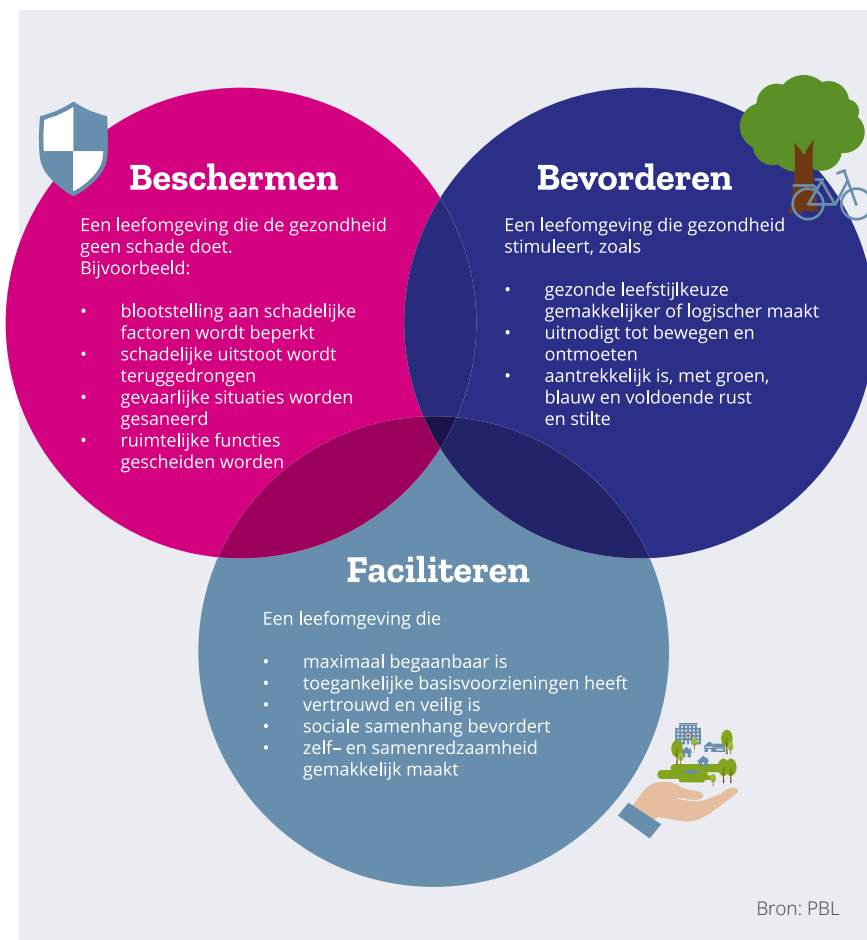 Beschermen
Een leefomgeving die de gezondheid
geen schade doet.
Bijvoorbeeld:
• blootstelling aan schadelijke
factoren wordt beperkt
• schadelijke uitstoot wordt
teruggedrongen
• gevaarlijke situaties worden
gesaneerd
• ruimtelijke functies
gescheiden worden
Bevorderen
Een leefomgeving die gezondheid
stimuleert, zoals
• gezonde leefstijlkeuze
gemakkelijker of logischer maakt
• uitnodigt tot bewegen en
ontmoeten
• aantrekkelijk is, met groen,
blauw en voldoende rust
en stilte
Faciliteren
Een leefomgeving die
• maximaal begaanbaar is
• toegankelijke basisvoorzieningen heeft
• vertrouwd en veilig is
• sociale samenhang bevordert
• zelf– en samenredzaamheid
gemakkelijk maakt
Bron: PBL